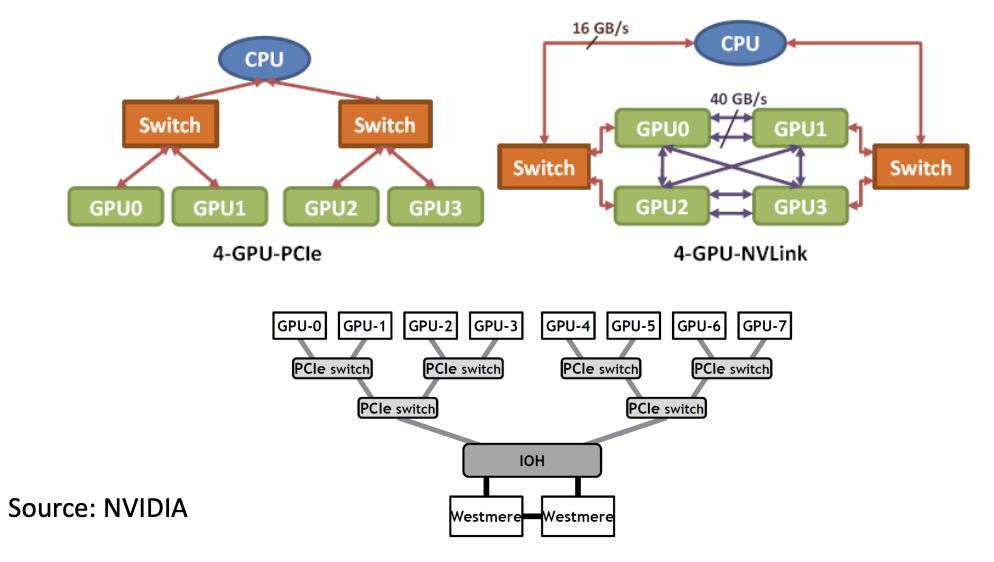 CPU
Switch
Switch
GPU0
GPU1
GPU2
GPU3
4-GPU-PCIe
16 GB/s
CPU
40 GB/s
GPU0
GPU1
Switch
Switch
GPU2
GPU3
4-GPU-NVLink
GPU-0
GPU-1
GPU-2
GPU-3
GPU-4
GPU-5
GPU-6
GPU-7
PCIe switch
PCIe switch
PCIe switch
PCIe switch
PCIe switch
PCIe switch
IOH
Westmere
Westmere
Source: NVIDIA